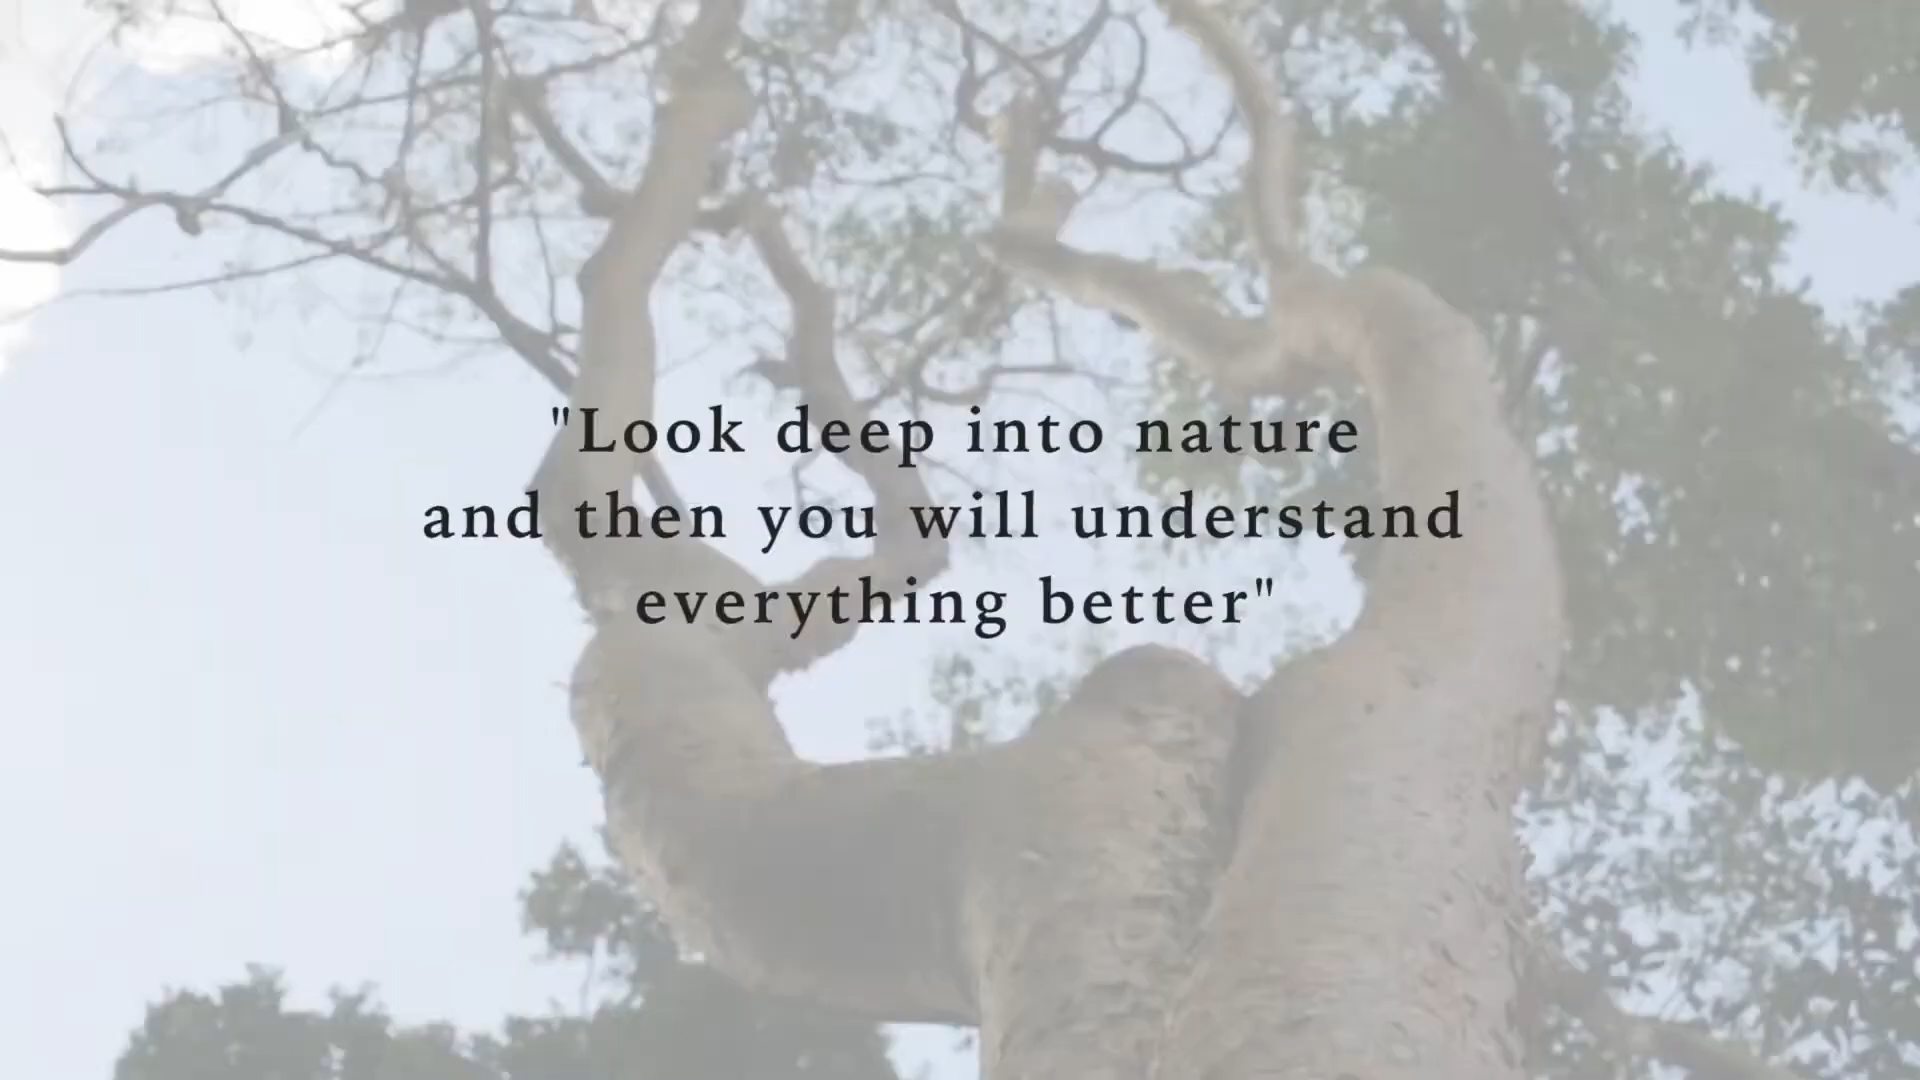 "Look deep into nature
and then you will understand
everything better"